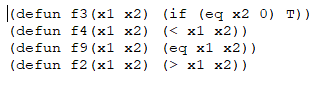 (defun f3(x1 x2) (if (eq x2 0) T))
(defun f4(x1 x2) (< x1 x2))
(defun f9(x1 x2) (eq x1 x2))
(defun f2(x1 x2) (> x1 x2))